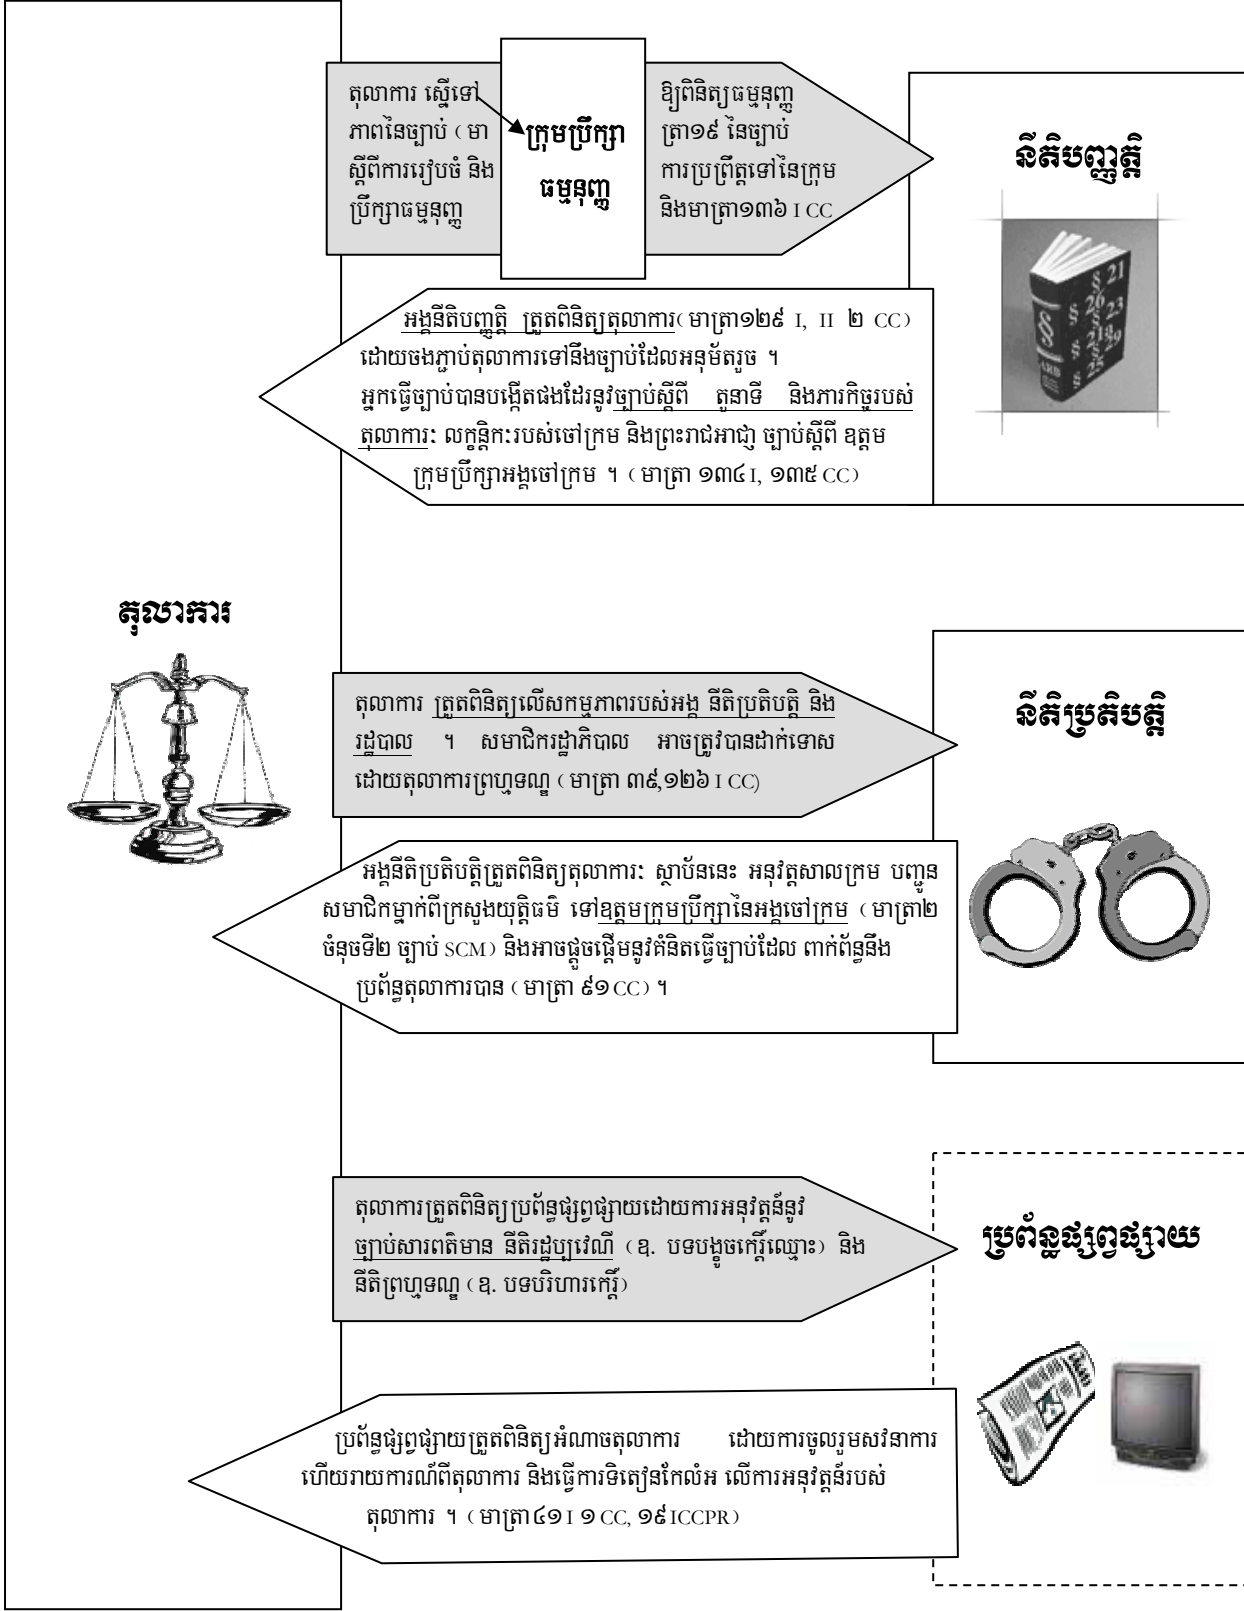 តុលាការ ស្នើទៅ
ភាពនៃច្បាប់ ( មា
ស្តីពីការរៀបចំ និង
ប្រឹក្សាធម្មនុញ្ញ
ក្រុមប្រឹក្សា
ធម្មនុញ្ញ
ឱ្យពិនិត្យធម្មនុញ្ញ
ត្រា១៩ នៃច្បាប់
ការប្រព្រឹត្តទៅនៃក្រុម
និងមាត្រា១៣៦ I CC
នីតិបញ្ញត្តិ
§ 21
§ 26
§ 23
§
អង្គនីតិបញ្ញត្តិ ត្រួតពិនិត្យតុលាការ( មាត្រា១២៩ I, II ២ CC )
ដោយចងភ្ជាប់តុលាការទៅនឹងច្បាប់ដែលអនុម័តរួច ។
អ្នកធ្វើច្បាប់បានបង្កើតផងដែរនូវច្បាប់ស្តីពី តួនាទី និងភារកិច្ចរបស់
តុលាការ: លក្ខន្តិក:របស់ចៅក្រម និងព្រះរាជអាជ្ញា ច្បាប់ស្តីពី ឧត្តម
ក្រុមប្រឹក្សាអង្គចៅក្រម ។ ( មាត្រា ១៣៤ I, ១៣៥ CC )
តុលាការ
តុលាការ ត្រួតពិនិត្យលើសកម្មភាពរបស់អង្គ នីតិប្រតិបត្តិ និង
រដ្ឋបាល ។ សមាជិករដ្ឋាភិបាល អាចត្រូវបានដាក់ទោស
ដោយតុលាការព្រហ្មទណ្ឌ ( មាត្រា ៣៩,១២៦ I CC)
នីតិប្រតិបត្តិ
អង្គនីតិប្រតិបត្តិត្រួតពិនិត្យតុលាការ: ស្ថាប័ននេះ អនុវត្តសាលក្រម បញ្ជូន
សមាជិកម្នាក់ពីក្រសួងយុត្តិធម៌ ទៅឧត្តមក្រុមប្រឹក្សានៃអង្គចៅក្រម ( មាត្រា២
ចំនុចទី២ ច្បាប់ SCM ) និងអាចផ្តួចផ្តើមនូវគំនិតធ្វើច្បាប់ដែល ពាក់ព័ន្ធនឹង
ប្រព័ន្ធតុលាការបាន ( មាត្រា ៩១ CC ) ។
តុលាការត្រួតពិនិត្យប្រព័ន្ធផ្សព្វផ្សាយដោយការអនុវត្តន៍នូវ
ច្បាប់សារពត៌មាន នីតិរដ្ឋប្បវេណី ( ឧ. បទបង្ខូចកេរ្តិ៍ឈ្មោះ ) និង
នីតិព្រហ្មទណ្ឌ ( ឧ. បទបរិហារកេរ្តិ៍)
ប្រព័ន្ធផ្សព្វផ្សាយ
ប្រព័ន្ធផ្សព្វផ្សាយត្រួតពិនិត្យអំណាចតុលាការ ដោយការចូលរួមសវនាការ
ហើយរាយការណ៍ពីតុលាការ និងធ្វើការទិតៀនកែលំអ លើការអនុវត្តន៍របស់
តុលាការ ។ ( មាត្រា៤១ I ១ CC, ១៩ ICCPR )